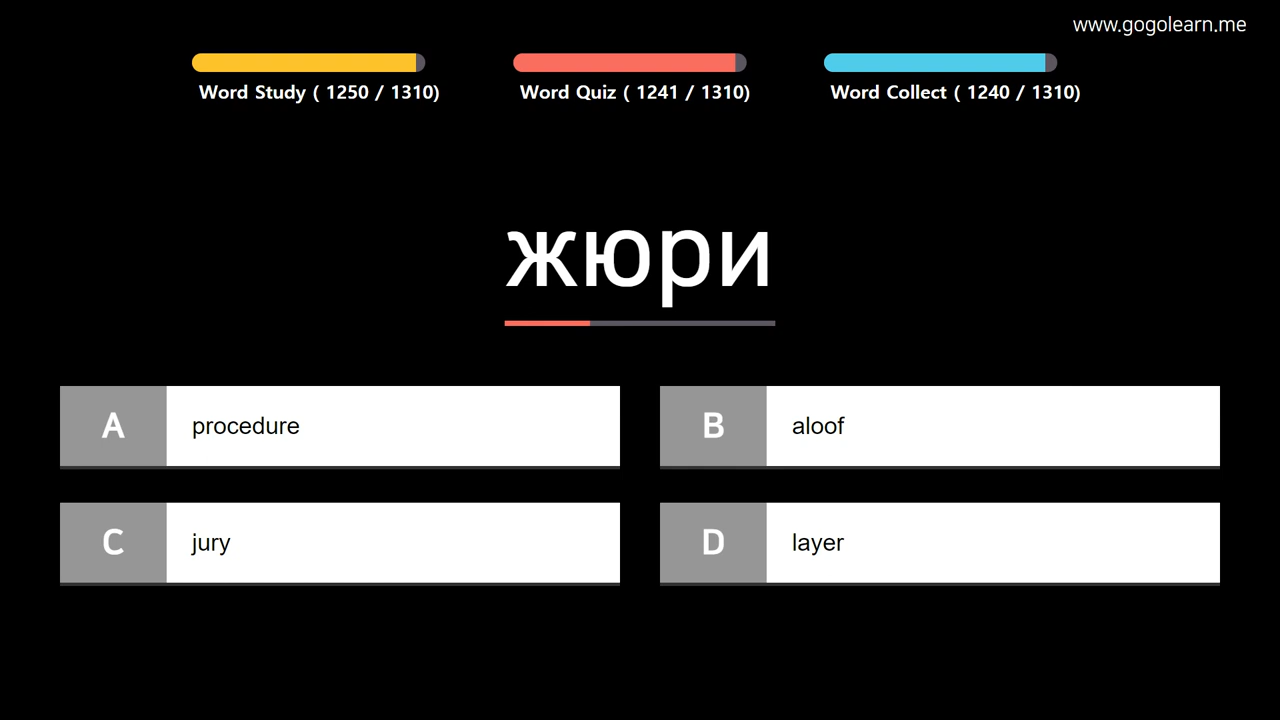 www.gogolearn.me
Word Study ( 1250 / 1310)
Word Quiz ( 1241 / 1310)
Word Collect ( 1240 / 1310)
жюри
A procedure
B aloof
C jury
D layer